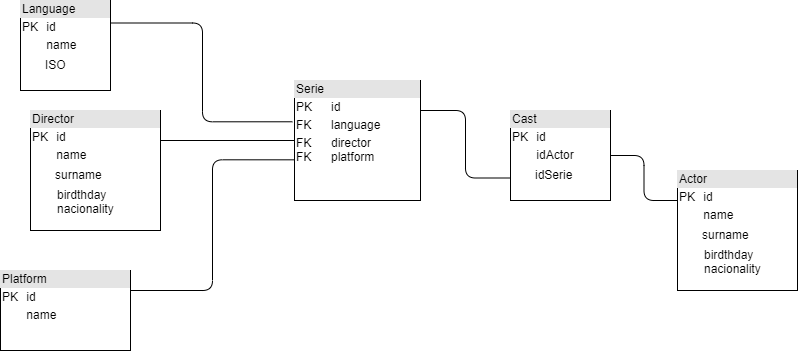 Language
PK id
name
ISO
Director
PK id
name
surname
birdthday
nacionality
Platform
PK id
name
Serie
PK id
FK language
FK director
FK platform
Cast
PK id
idActor
idSerie
Actor
PK id
name
surname
birdthday
nacionality